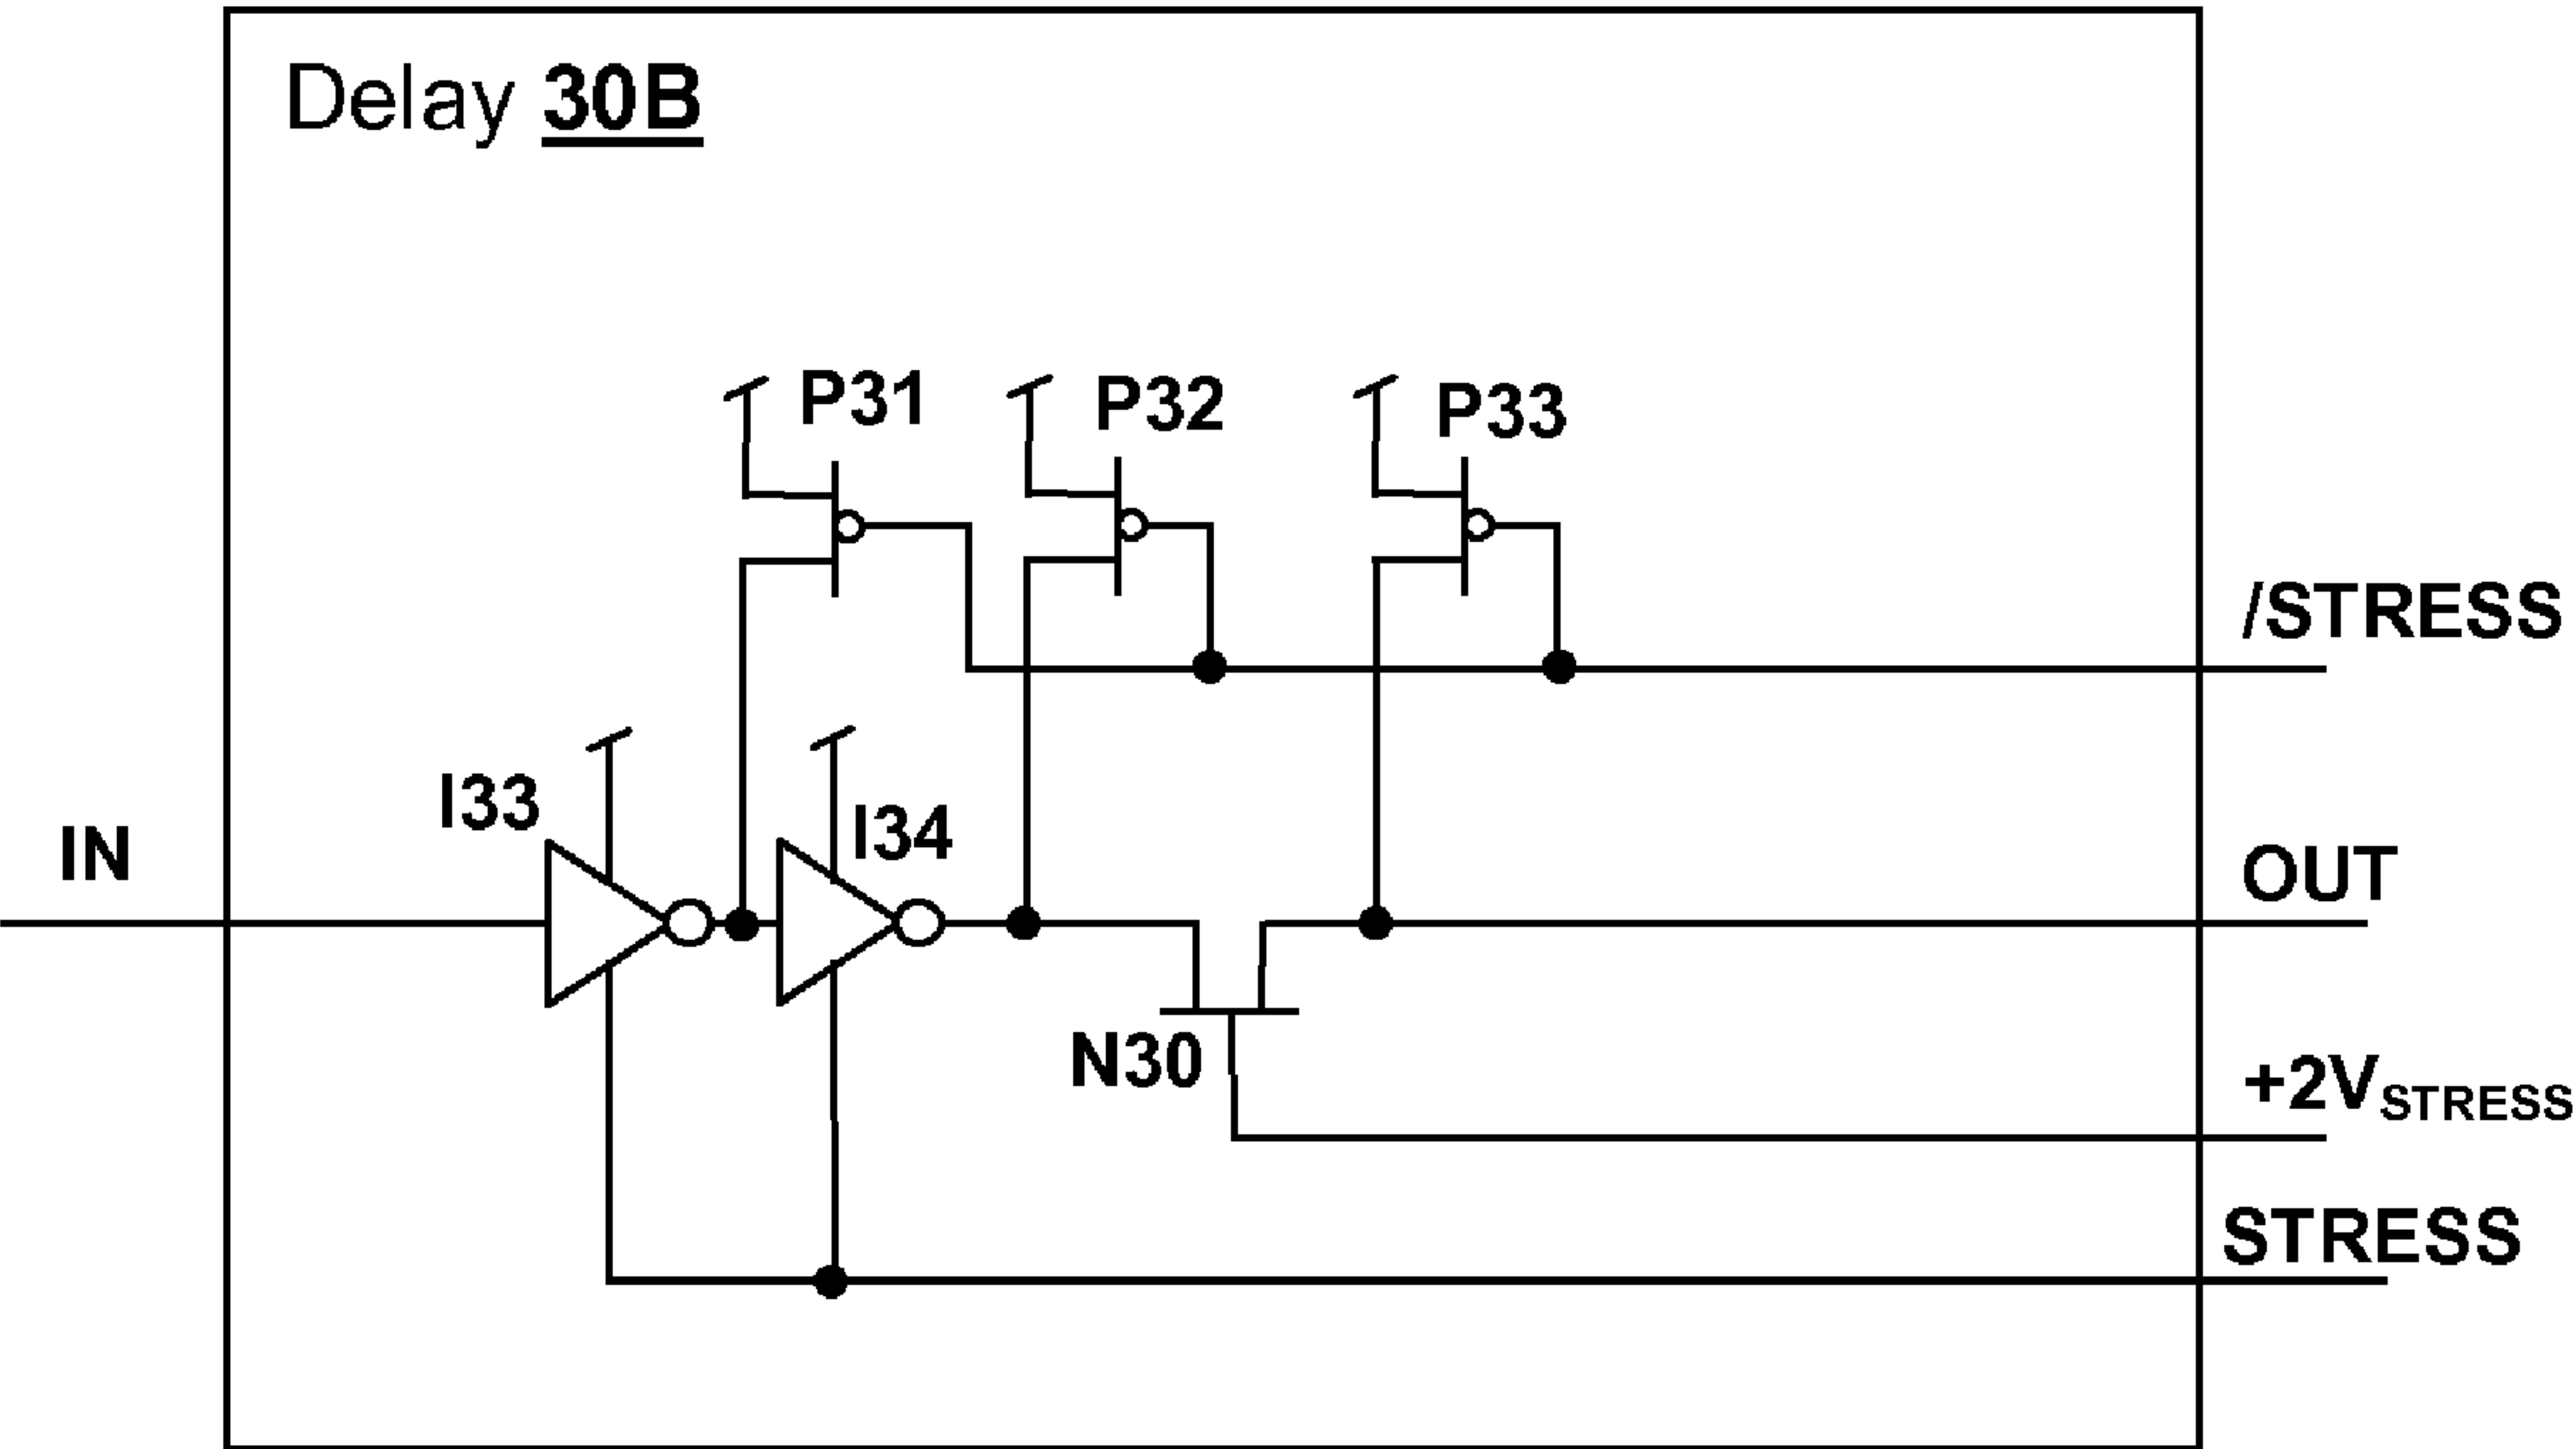 Delay 30B
P31
P32
P33
/STRESS
I33
I34
IN
OUT
N30
+2VSTRESS
STRESS